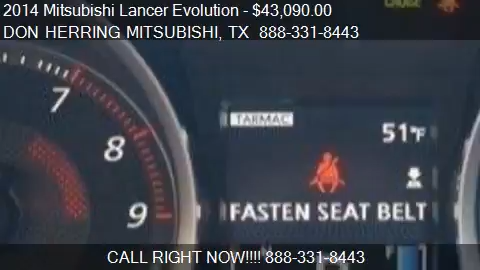 2014 Mitsubishi Lancer Evolution - $43,090.00
DON HERRING MITSUBISHI, TX  888-331-8443
CRUISE
7
8
9
TARMAC
51°F
FASTEN SEAT BELT
CALL RIGHT NOW!!!! 888-331-8443